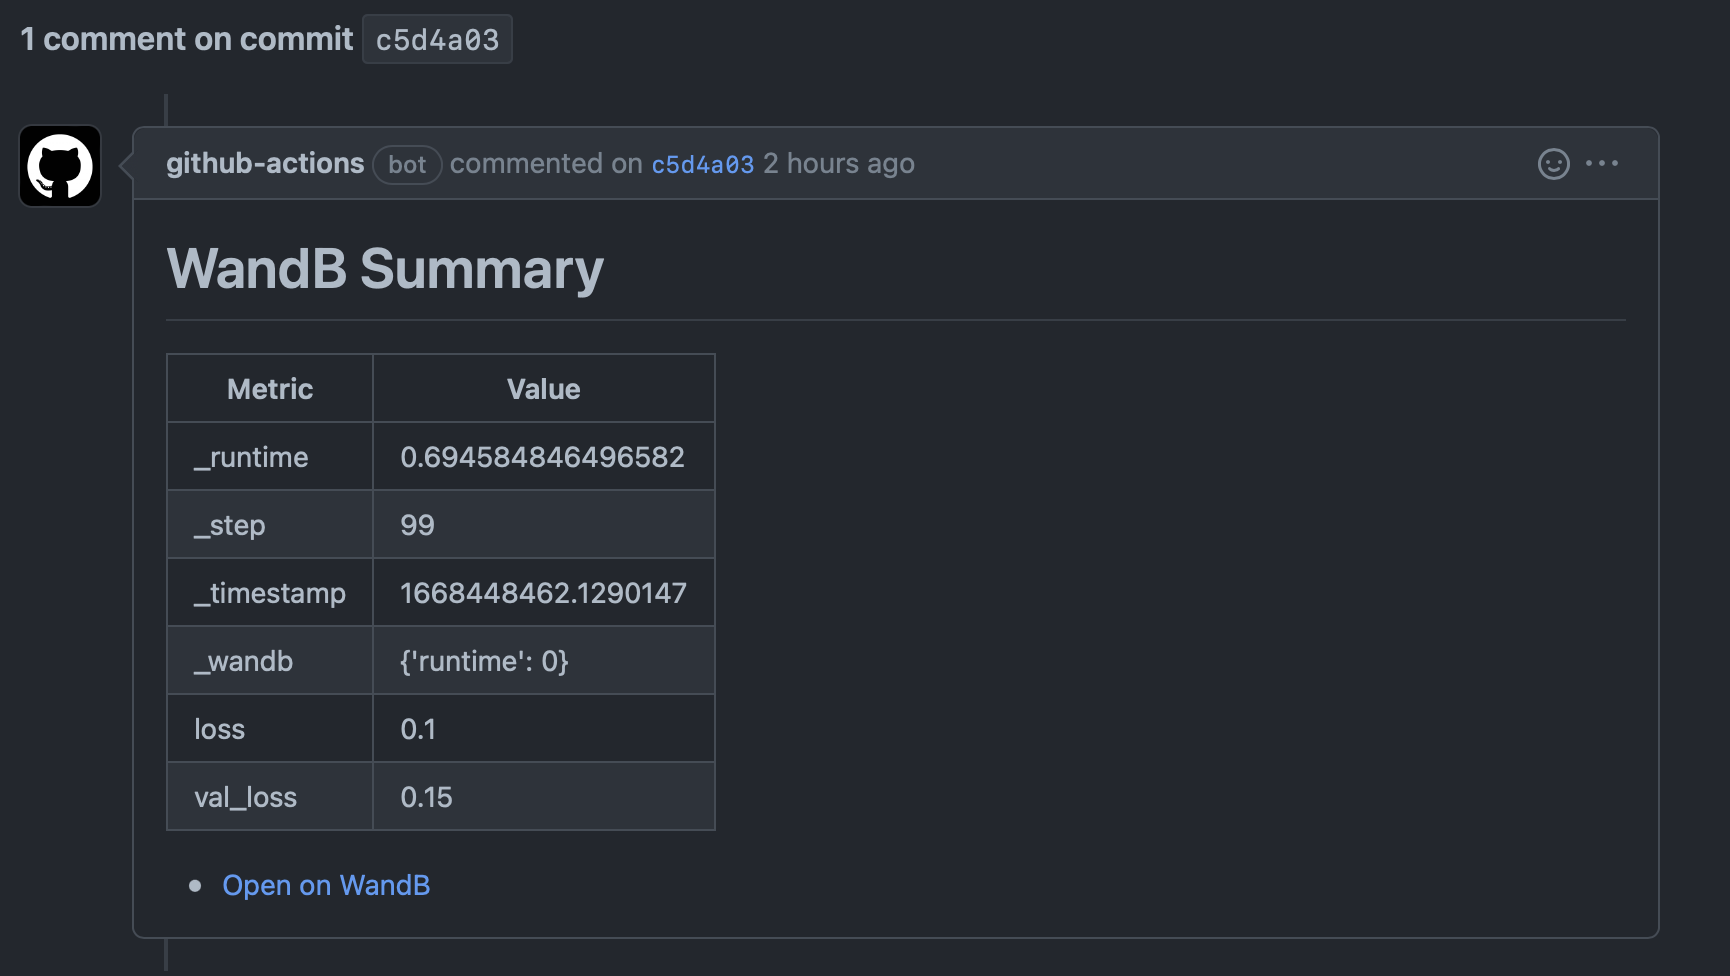 1 comment on commit c5d4a03
github-actions bot commented on c5d4a03 2 hours ago
WandB Summary
Metric Value
_runtime 0.694584846496582
_step 99
_timestamp 1668448462.1290147
_wandb {'runtime': 0}
loss 0.1
val_loss 0.15
Open on WandB